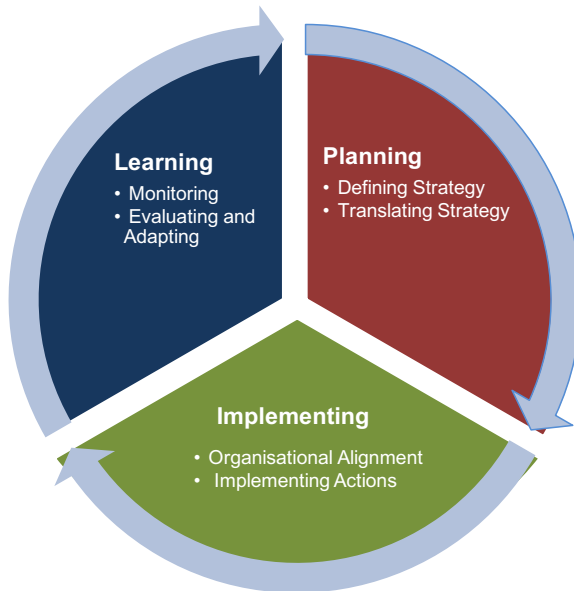 Learning
• Monitoring
• Evaluating and
Adapting
Planning
• Defining Strategy
• Translating Strategy
Implementing
• Organisational Alignment
• Implementing Actions